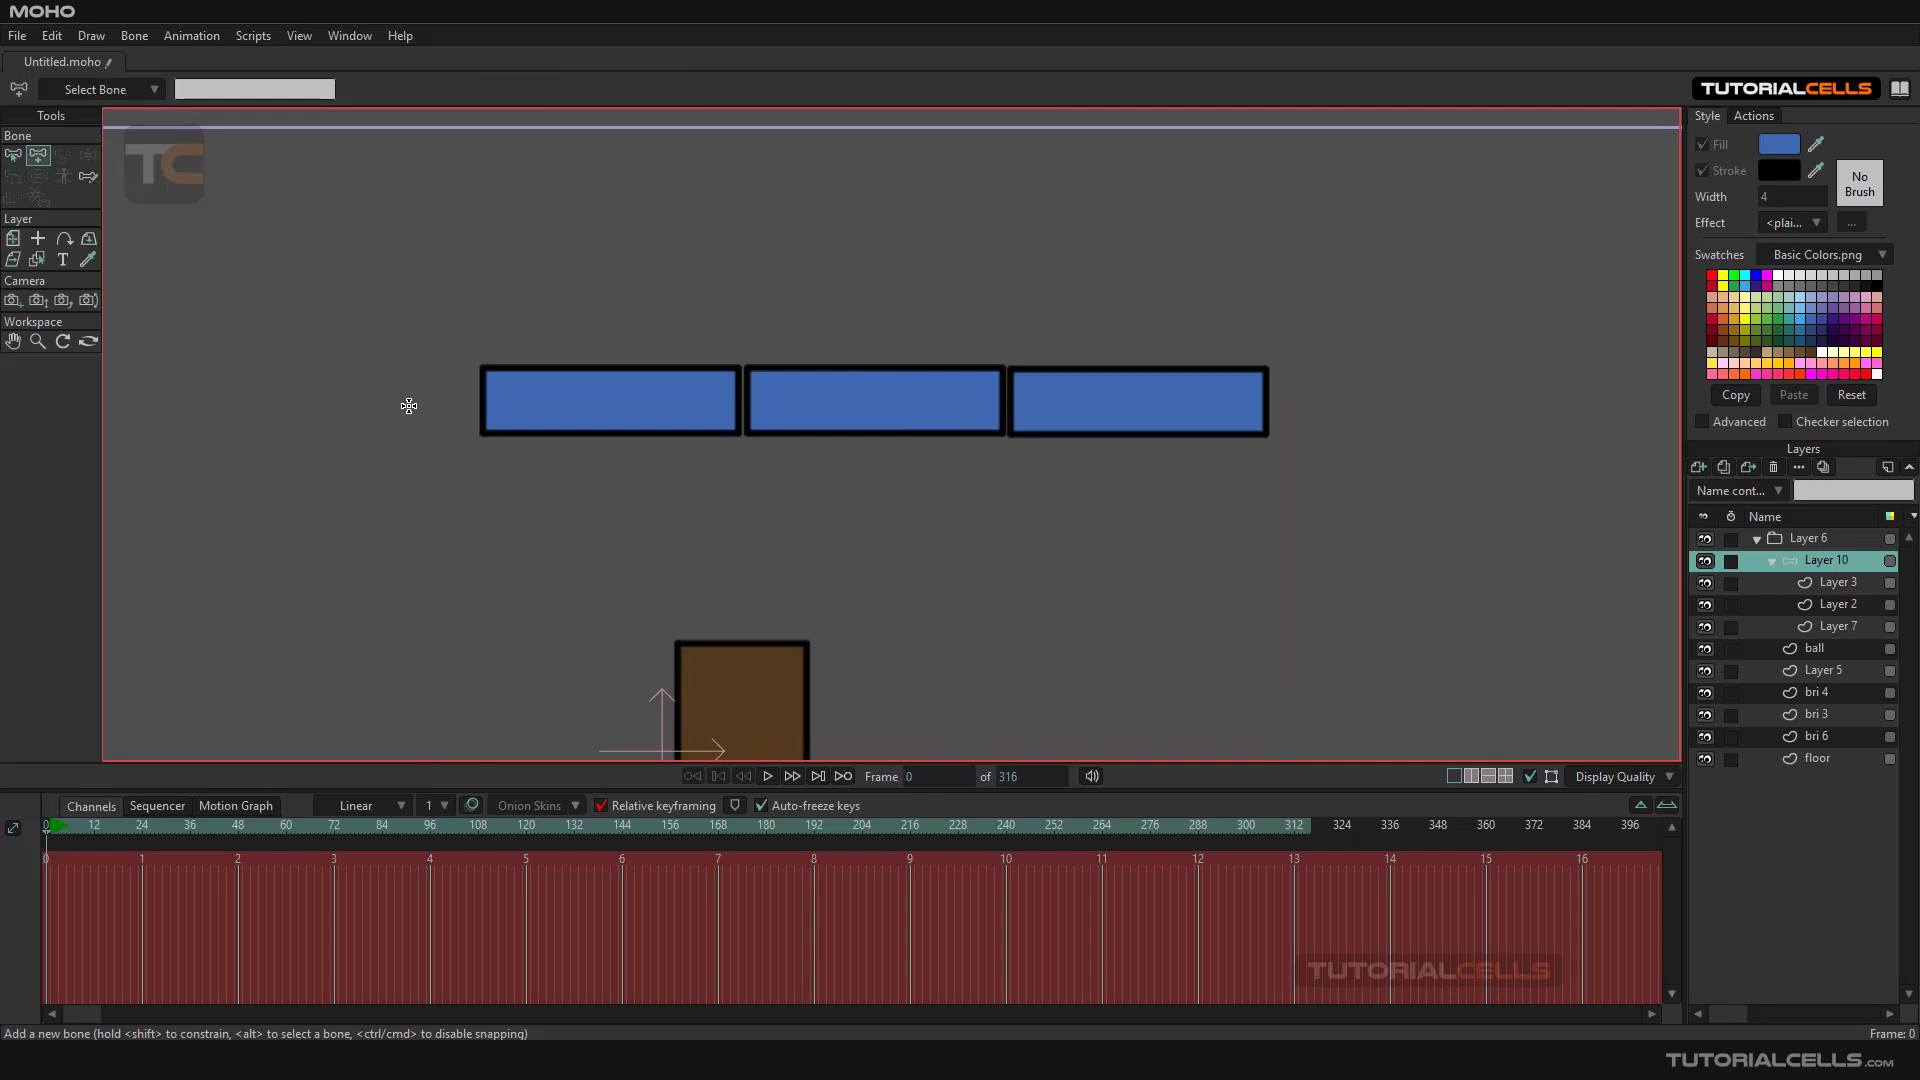 MOHO
File Edit Draw Bone Animation Scripts View Window Help
Untitled.moho
Select Bone
TUTORIALCELLS
Tools
Bone
Layer
Camera
Workspace
TC
Style Actions
Fill
Stroke
No Brush
Width 4
Effect <plai... ...
Swatches Basic Colors.png
Copy Paste Reset
Advanced Checker selection
Layers
Name cont...
Name
Layer 6
Layer 10
Layer 3
Layer 2
Layer 7
ball
Layer 5
bri 4
bri 3
bri 6
floor
Frame 0 of 316 Display Quality
Channels Sequencer Motion Graph Linear 1 Onion Skins Relative keyframing Auto-freeze keys
0 12 24 36 48 60 72 84 96 108 120 132 144 156 168 180 192 204 216 228 240 252 264 276 288 300 312 324 336 348 360 372 384 396
0 1 2 3 4 5 6 7 8 9 10 11 12 13 14 15 16
TUTORIALCELLS
Add a new bone (hold <shift> to constrain, <alt> to select a bone, <ctrl/cmd> to disable snapping) Frame: 0
TUTORIALCELLS.COM